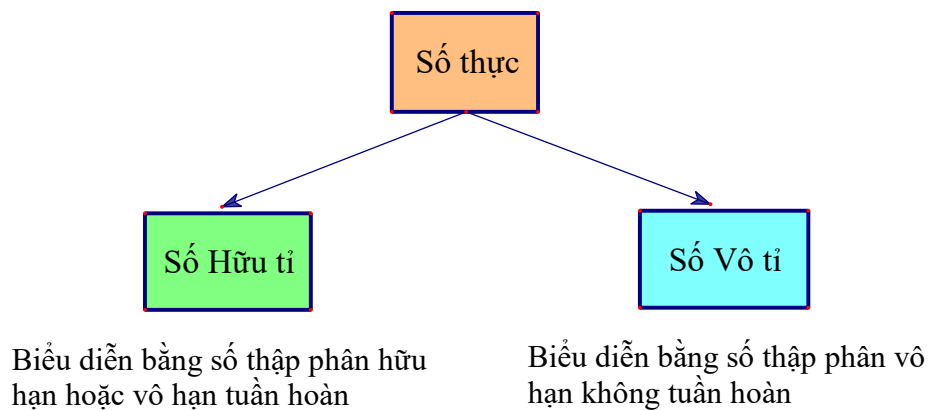 Số thực
Số Hữu tỉ
Số Vô tỉ
Biểu diễn bằng số thập phân hữu
hạn hoặc vô hạn tuần hoàn
Biểu diễn bằng số thập phân vô
hạn không tuần hoàn